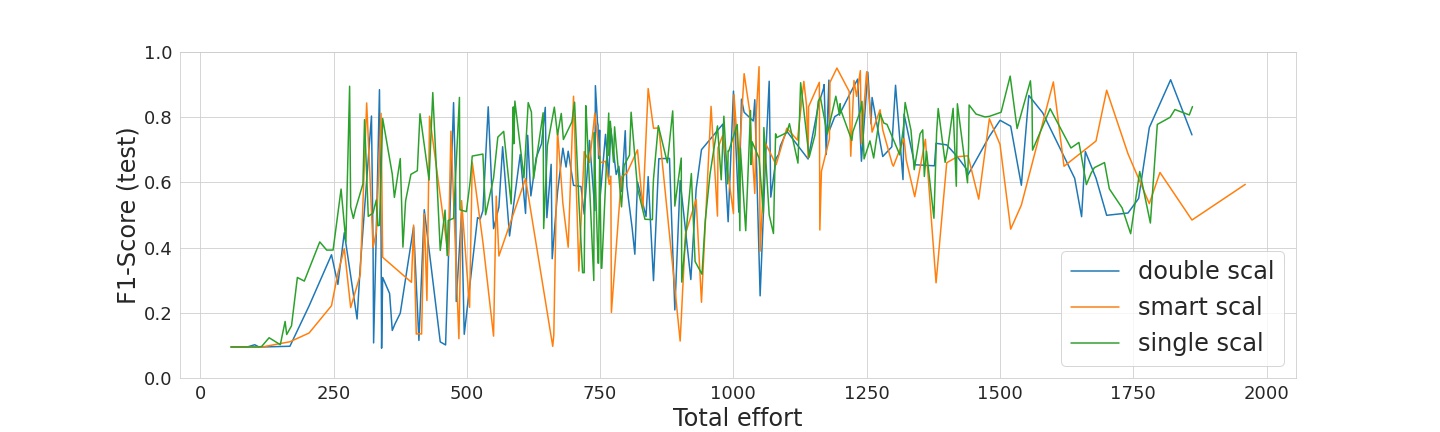 1.0
0.8
0.6
0.4
0.2
0.0
F1-Score (test)
0 250 500 750 1000 1250 1500 1750 2000
Total effort
double scal
smart scal
single scal